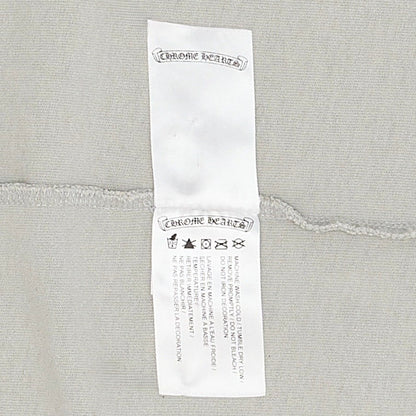 CHROME HEARTS
CHROME HEARTS
MACHINE WASH COLD / TUMBLE DRY LOW /
REMOVE PROMPTLY / DO NOT BLEACH /
DO NOT IRON DECORATION
LAVAGE EN MACHINE A L'EAU FROIDE /
SECHER EN MACHINE A BASSE
TEMPERATURE /
RETIRER IMMEDIATEMENT /
NE PAS BLANCHIR /
NE PAS REPASSER LA DECORATION